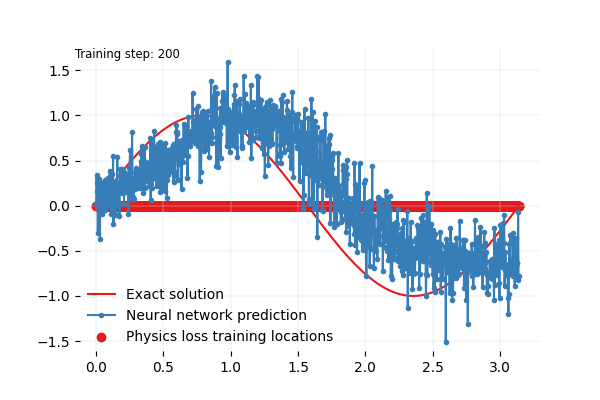 Training step: 200
1.5
1.0
0.5
0.0
−0.5
−1.0
−1.5
Exact solution
Neural network prediction
Physics loss training locations
0.0 0.5 1.0 1.5 2.0 2.5 3.0